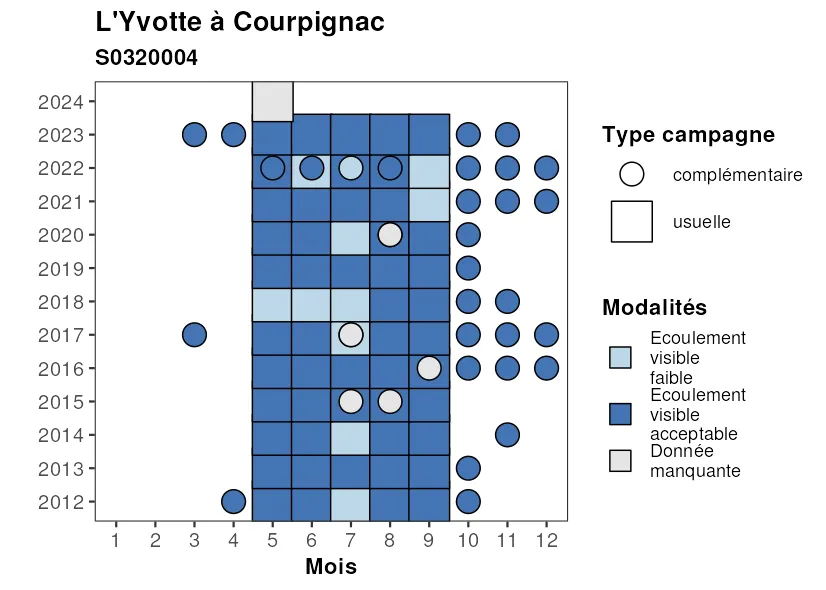 L'Yvotte à Courpignac
S0320004
2024
2023
2022
2021
2020
2019
2018
2017
2016
2015
2014
2013
2012
1 2 3 4 5 6 7 8 9 10 11 12
Mois
Type campagne
complémentaire
usuelle
Modalités
Ecoulement
visible
faible
Ecoulement
visible
acceptable
Donnée
manquante